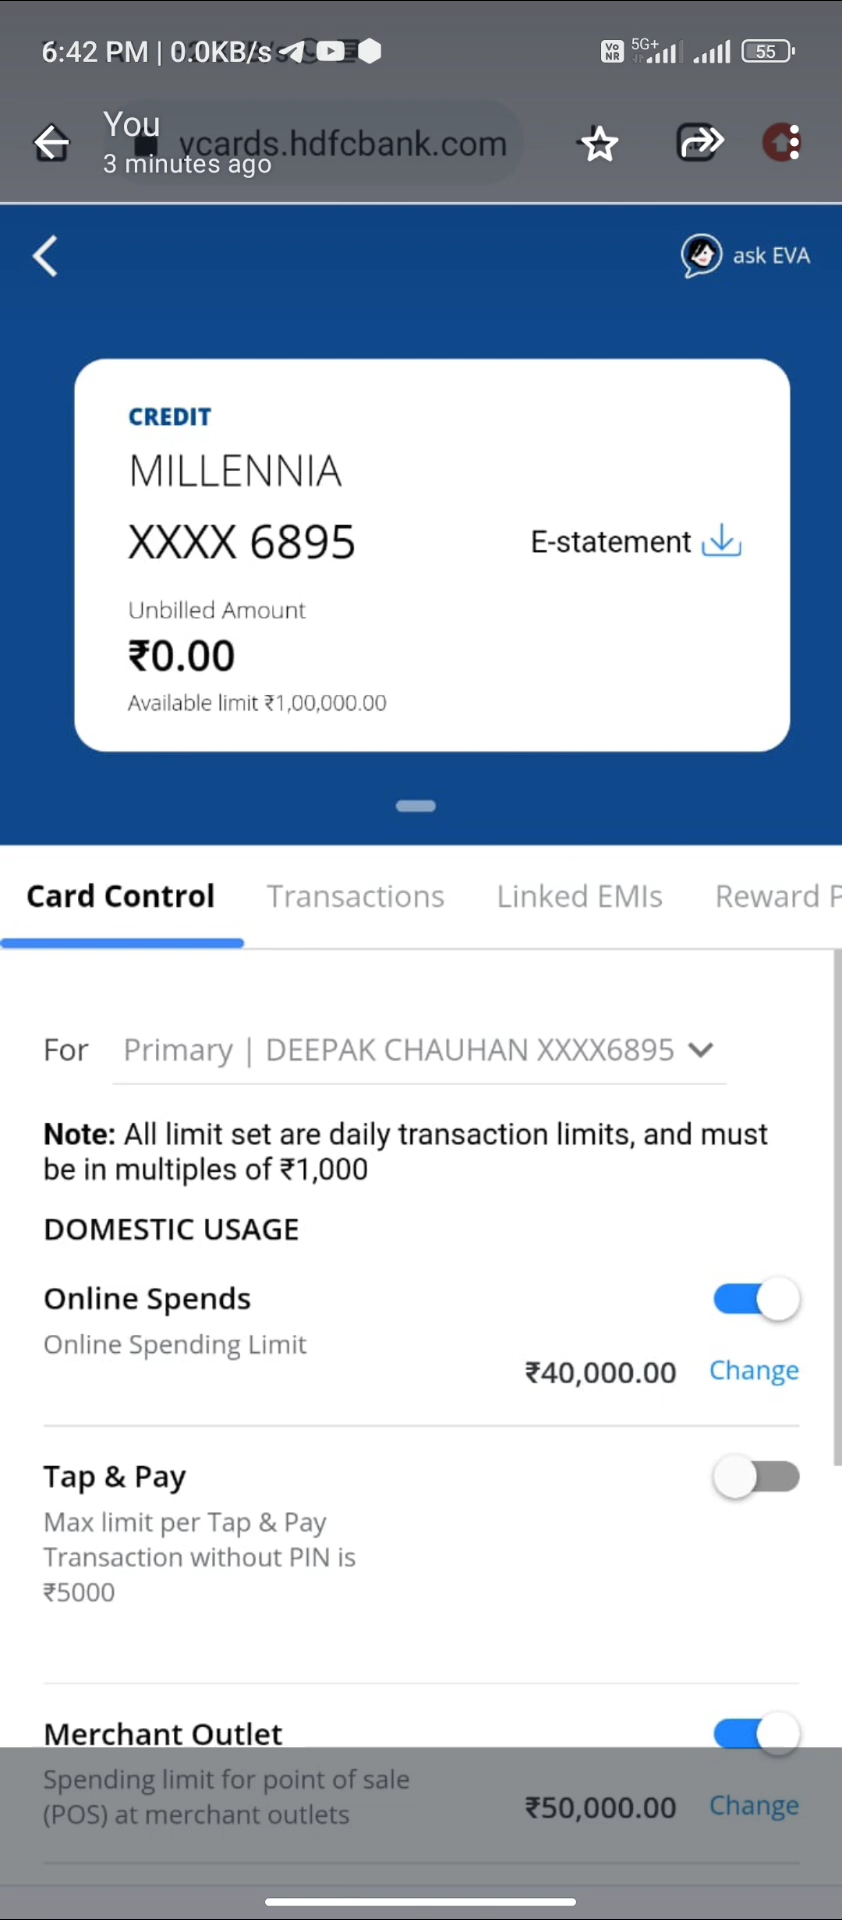 6:42 PM | 0.0KB/s
Vo NR 5G+ 55
You
vcards.hdfcbank.com
3 minutes ago
ask EVA
CREDIT
MILLENNIA
XXXX 6895
E-statement
Unbilled Amount
₹0.00
Available limit ₹1,00,000.00
Card Control Transactions Linked EMIs Reward P
For Primary | DEEPAK CHAUHAN XXXX6895
Note: All limit set are daily transaction limits, and must
be in multiples of ₹1,000
DOMESTIC USAGE
Online Spends
Online Spending Limit
₹40,000.00 Change
Tap & Pay
Max limit per Tap & Pay
Transaction without PIN is
₹5000
Merchant Outlet
Spending limit for point of sale
(POS) at merchant outlets
₹50,000.00 Change